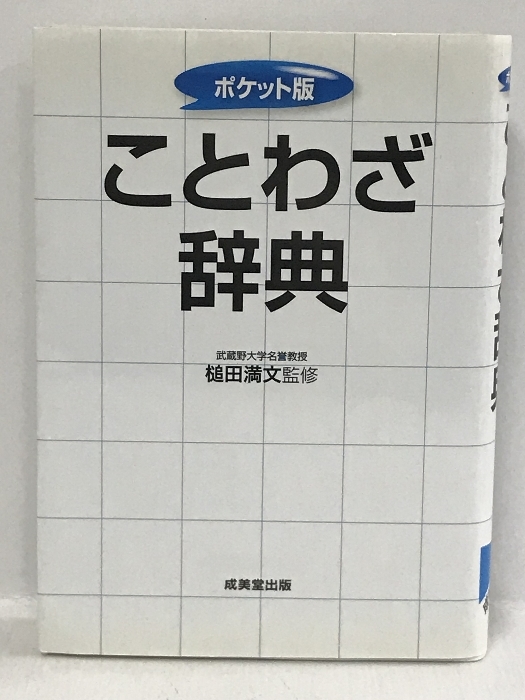 ポケット版
ことわざ
辞典
武蔵野大学名誉教授
槌田満文監修
成美堂出版